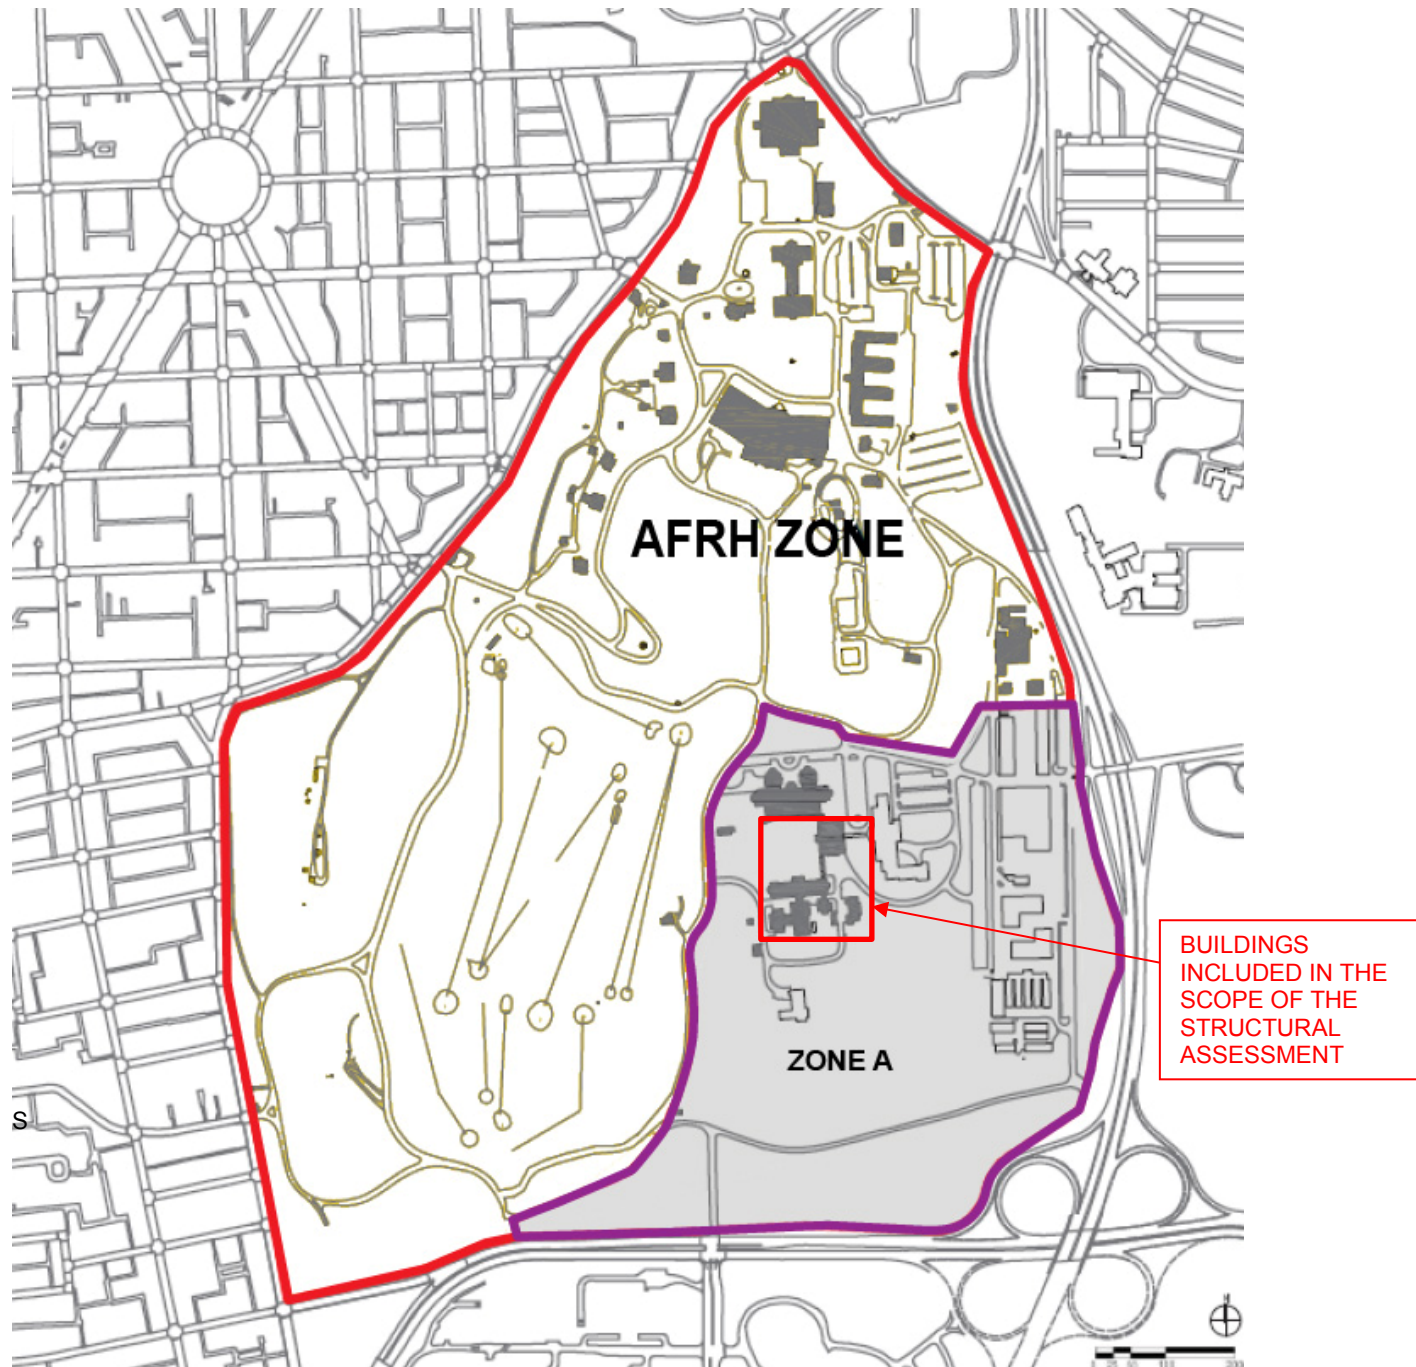 AFRH ZONE
BUILDINGS
INCLUDED IN THE
SCOPE OF THE
STRUCTURAL
ASSESSMENT
ZONE A
S
N